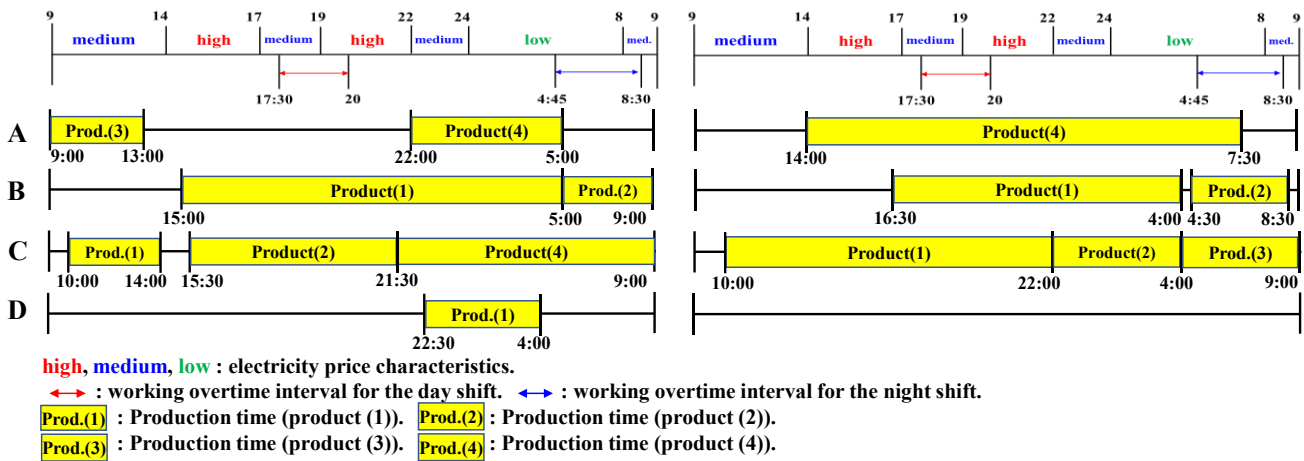 9 14 17 19 22 24 8 9 9 14 17 19 22 24 8 9
medium high medium high medium low med. medium high medium high medium low med.
17:30 20 4:45 8:30 17:30 20 4:45 8:30
A Prod.(3) Product(4) Product(4)
9:00 13:00 22:00 5:00 14:00 7:30
B Product(1) Prod.(2) Product(1) Prod.(2)
15:00 5:00 9:00 16:30 4:00 4:30 8:30
C Prod.(1) Product(2) Product(4) Product(1) Product(2) Prod.(3)
10:00 14:00 15:30 21:30 9:00 10:00 22:00 4:00 9:00
D Prod.(1)
22:30 4:00
high, medium, low : electricity price characteristics.
: working overtime interval for the day shift. : working overtime interval for the night shift.
Prod.(1) : Production time (product (1)). Prod.(2) : Production time (product (2)).
Prod.(3) : Production time (product (3)). Prod.(4) : Production time (product (4)).